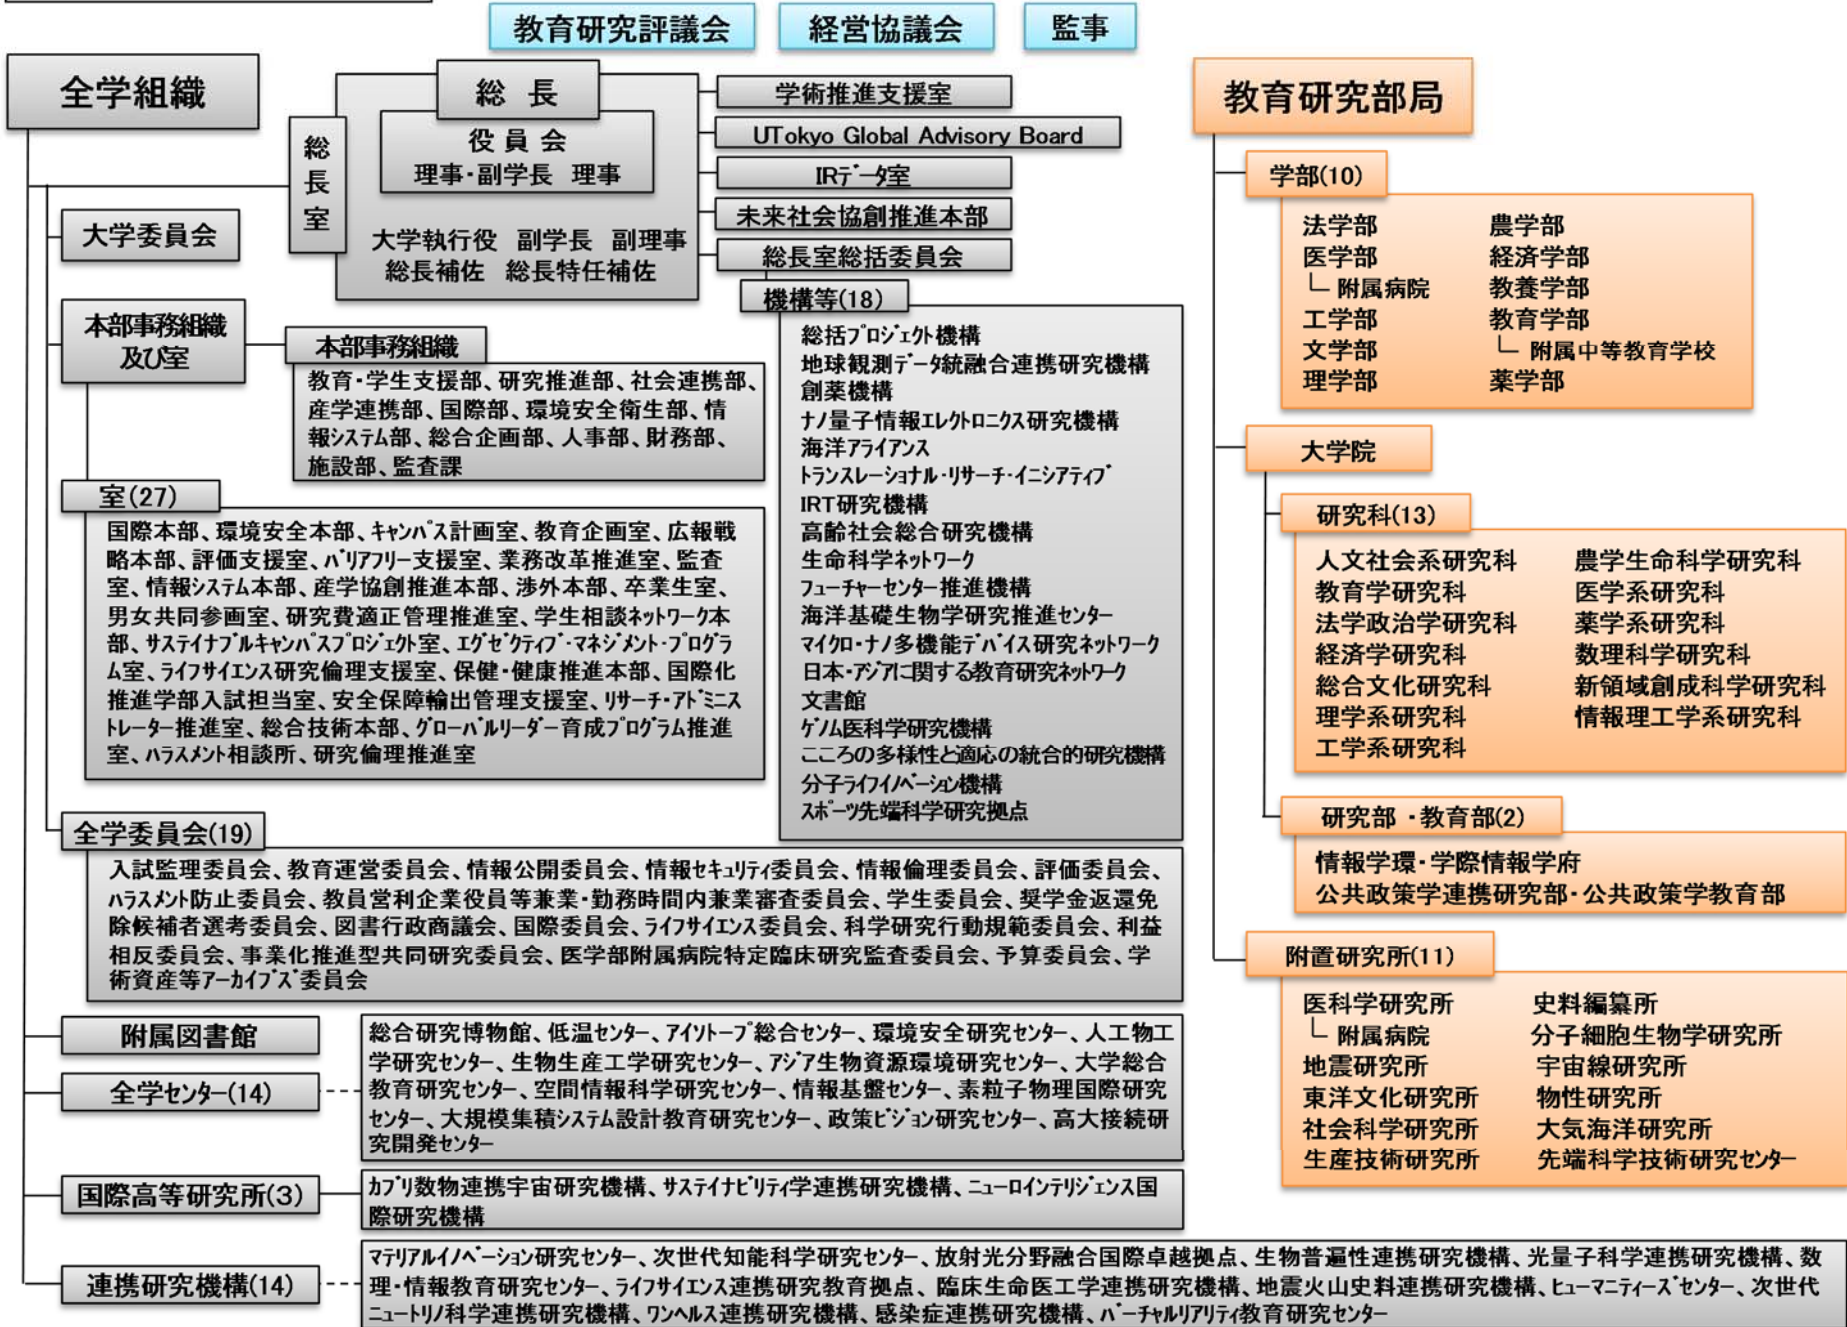 教育研究評議会
経営協議会
監事
全学組織
総長室
総 長
役 員 会
理事・副学長 理事
大学執行役 副学長 副理事
総長補佐 総長特任補佐
学術推進支援室
UTokyo Global Advisory Board
IRデータ室
未来社会協創推進本部
総長室総括委員会
機構等(18)
総括プロジェクト機構
地球観測データ統融合連携研究機構
創薬機構
ナノ量子情報エレクトロニクス研究機構
海洋アライアンス
トランスレーショナル・リサーチ・イニシアティブ
IRT研究機構
高齢社会総合研究機構
生命科学ネットワーク
フューチャーセンター推進機構
海洋基礎生物学研究推進センター
マイクロ・ナノ多機能デバイス研究ネットワーク
日本・アジアに関する教育研究ネットワーク
文書館
ゲノム医科学研究機構
こころの多様性と適応の統合的研究機構
分子ライフイノベーション機構
スポーツ先端科学研究拠点
大学委員会
本部事務組織
及び室
本部事務組織
教育・学生支援部、研究推進部、社会連携部、
産学連携部、国際部、環境安全衛生部、情
報システム部、総合企画部、人事部、財務部、
施設部、監査課
室(27)
国際本部、環境安全本部、キャンパス計画室、教育企画室、広報戦
略本部、評価支援室、バリアフリー支援室、業務改革推進室、監査
室、情報システム本部、産学協創推進本部、渉外本部、卒業生室、
男女共同参画室、研究費適正管理推進室、学生相談ネットワーク本
部、サステイナブルキャンパスプロジェクト室、エグゼクティブ・マネジメント・プログラ
ム室、ライフサイエンス研究倫理支援室、保健・健康推進本部、国際化
推進学部入試担当室、安全保障輸出管理支援室、リサーチ・アドミニス
トレーター推進室、総合技術本部、グローバルリーダー育成プログラム推進
室、ハラスメント相談所、研究倫理推進室
全学委員会(19)
入試監理委員会、教育運営委員会、情報公開委員会、情報セキュリティ委員会、情報倫理委員会、評価委員会、
ハラスメント防止委員会、教員営利企業役員等兼業・勤務時間内兼業審査委員会、学生委員会、奨学金返還免
除候補者選考委員会、図書行政商議会、国際委員会、ライフサイエンス委員会、科学研究行動規範委員会、利益
相反委員会、事業化推進型共同研究委員会、医学部附属病院特定臨床研究監査委員会、予算委員会、学
術資産等アーカイブズ委員会
附属図書館
全学センター(14)
総合研究博物館、低温センター、アイソトープ総合センター、環境安全研究センター、人工物工
学研究センター、生物生産工学研究センター、アジア生物資源環境研究センター、大学総合
教育研究センター、空間情報科学研究センター、情報基盤センター、素粒子物理国際研究
センター、大規模集積システム設計教育研究センター、政策ビジョン研究センター、高大接続研
究開発センター
国際高等研究所(3)
カブリ数物連携宇宙研究機構、サステイナビリティ学連携研究機構、ニューロインテリジェンス国
際研究機構
連携研究機構(14)
マテリアルイノベーション研究センター、次世代知能科学研究センター、放射光分野融合国際卓越拠点、生物普遍性連携研究機構、光量子科学連携研究機構、数
理・情報教育研究センター、ライフサイエンス連携研究教育拠点、臨床生命医工学連携研究機構、地震火山史料連携研究機構、ヒューマニティーズセンター、次世代
ニュートリノ科学連携研究機構、ワンヘルス連携研究機構、感染症連携研究機構、バーチャルリアリティ教育研究センター
教育研究部局
学部(10)
法学部 農学部
医学部 経済学部
附属病院 教養学部
工学部 教育学部
文学部 附属中等教育学校
理学部 薬学部
大学院
研究科(13)
人文社会系研究科 農学生命科学研究科
教育学研究科 医学系研究科
法学政治学研究科 薬学系研究科
経済学研究科 数理科学研究科
総合文化研究科 新領域創成科学研究科
理学系研究科 情報理工学系研究科
工学系研究科
研究部 ・教育部(2)
情報学環・学際情報学府
公共政策学連携研究部・公共政策学教育部
附置研究所(11)
医科学研究所 史料編纂所
附属病院 分子細胞生物学研究所
地震研究所 宇宙線研究所
東洋文化研究所 物性研究所
社会科学研究所 大気海洋研究所
生産技術研究所 先端科学技術研究センター